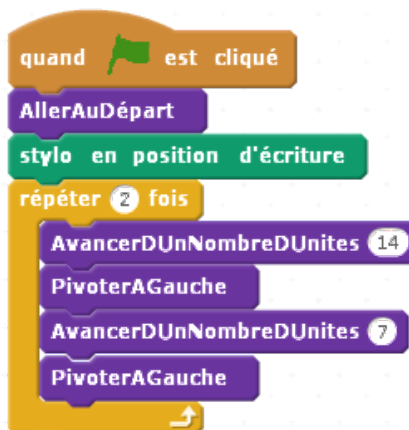 quand est cliqué
AllerAuDépart
stylo en position d'écriture
répéter 2 fois
AvancerDUnNombreDUnites 14
PivoterAGauche
AvancerDUnNombreDUnites 7
PivoterAGauche